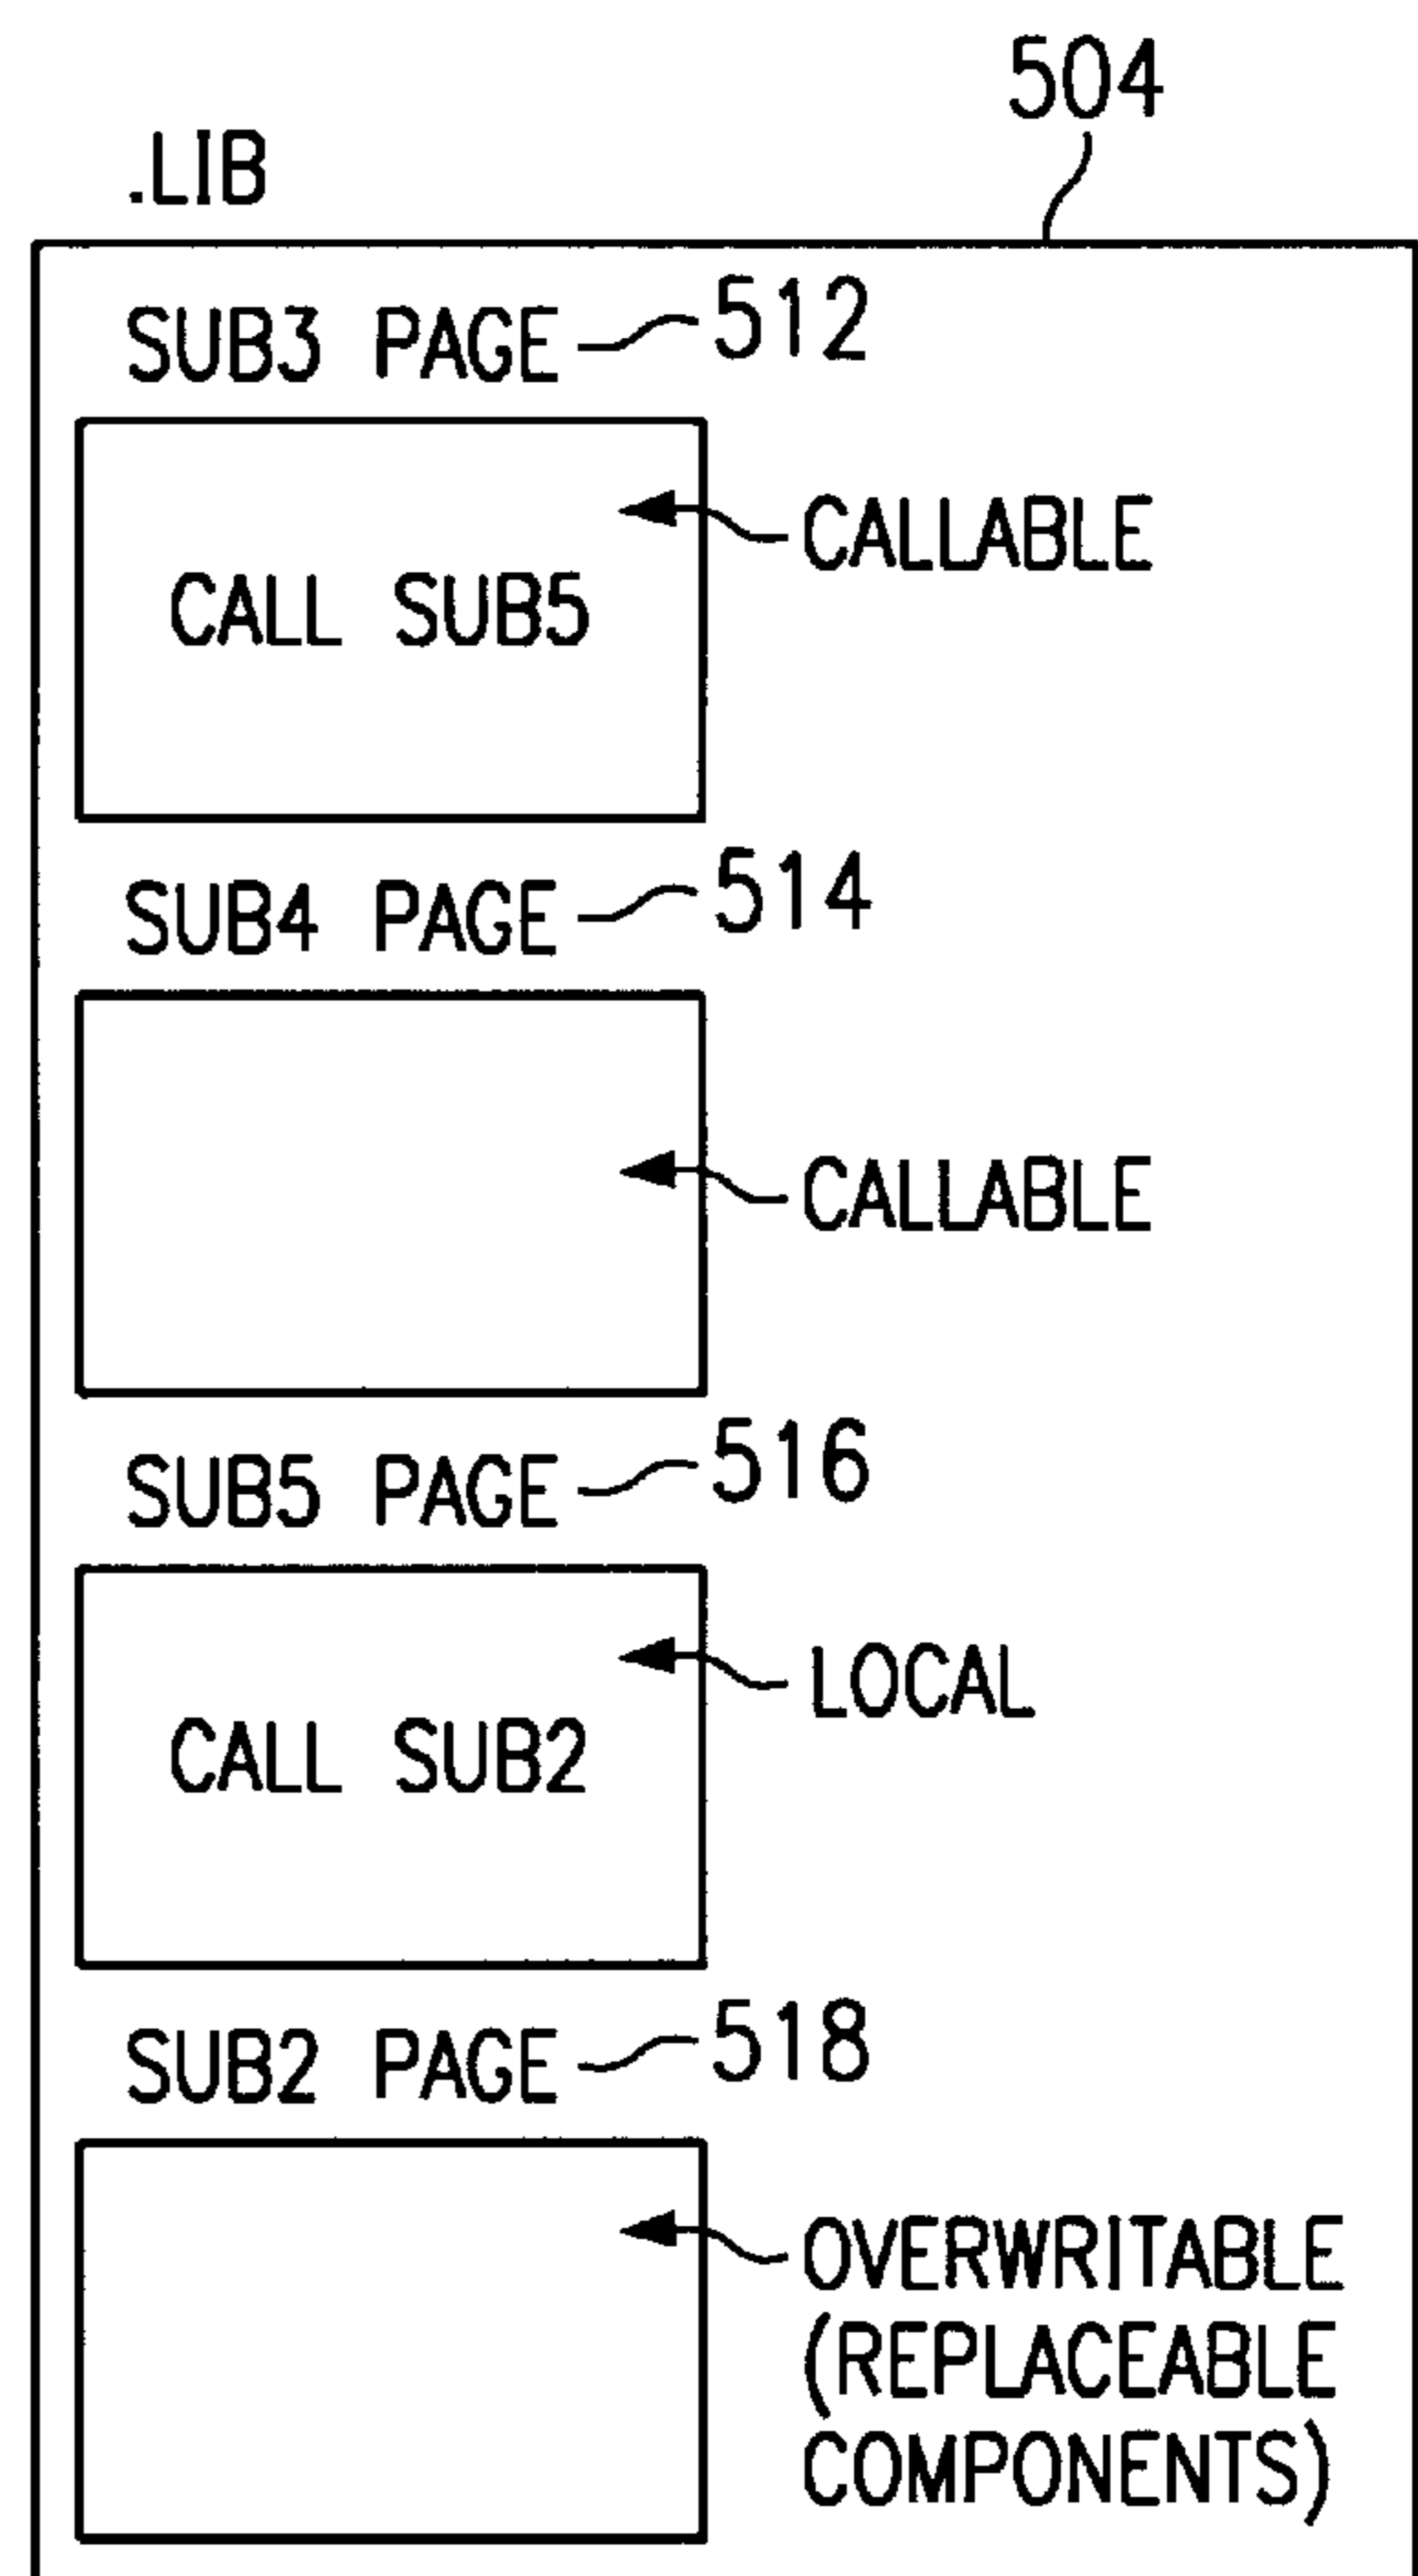 504
.LIB
SUB3 PAGE 512
CALLABLE
CALL SUB5
SUB4 PAGE 514
CALLABLE
SUB5 PAGE 516
LOCAL
CALL SUB2
SUB2 PAGE 518
OVERWRITABLE
(REPLACEABLE
COMPONENTS)